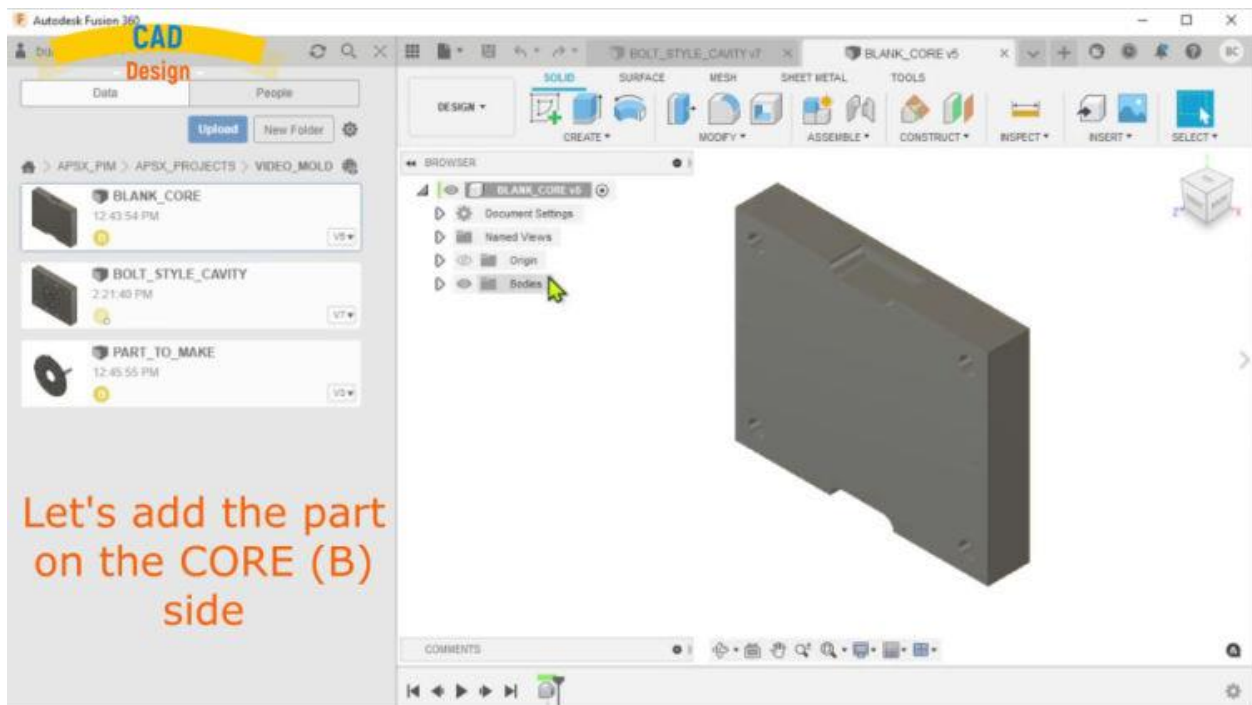 Autodesk Fusion 360
CAD
Design
BOLT_STYLE_CAVITY v7
BLANK_CORE v5
BC
Data
People
Upload
New Folder
SOLID
SURFACE
MESH
SHEET METAL
TOOLS
DESIGN
CREATE
MODIFY
ASSEMBLE
CONSTRUCT
INSPECT
INSERT
SELECT
APSX_PIM > APSX_PROJECTS > VIDEO_MOLD
BROWSER
BLANK_CORE
12:43:54 PM
V5
BLANK_CORE v5
Document Settings
Named Views
Origin
Bodies
BOLT_STYLE_CAVITY
2:21:40 PM
V7
PART_TO_MAKE
12:45:55 PM
Let's add the part
on the CORE (B)
side
COMMENTS